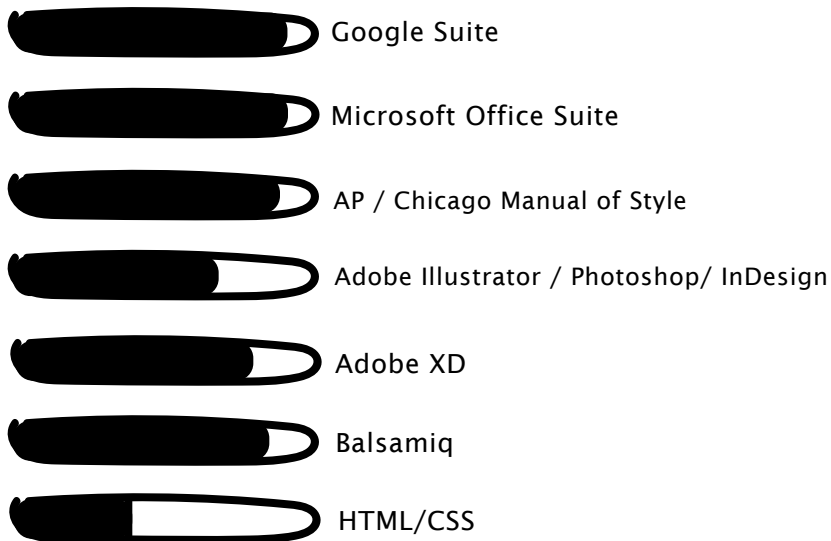 Google Suite
Microsoft Office Suite
AP / Chicago Manual of Style
Adobe Illustrator / Photoshop/ InDesign
Adobe XD
Balsamiq
HTML/CSS